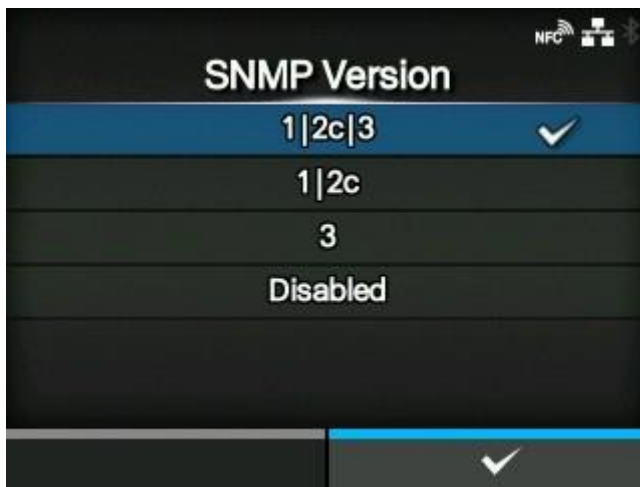 NFC
SNMP Version
1|2c|3
1|2c
3
Disabled